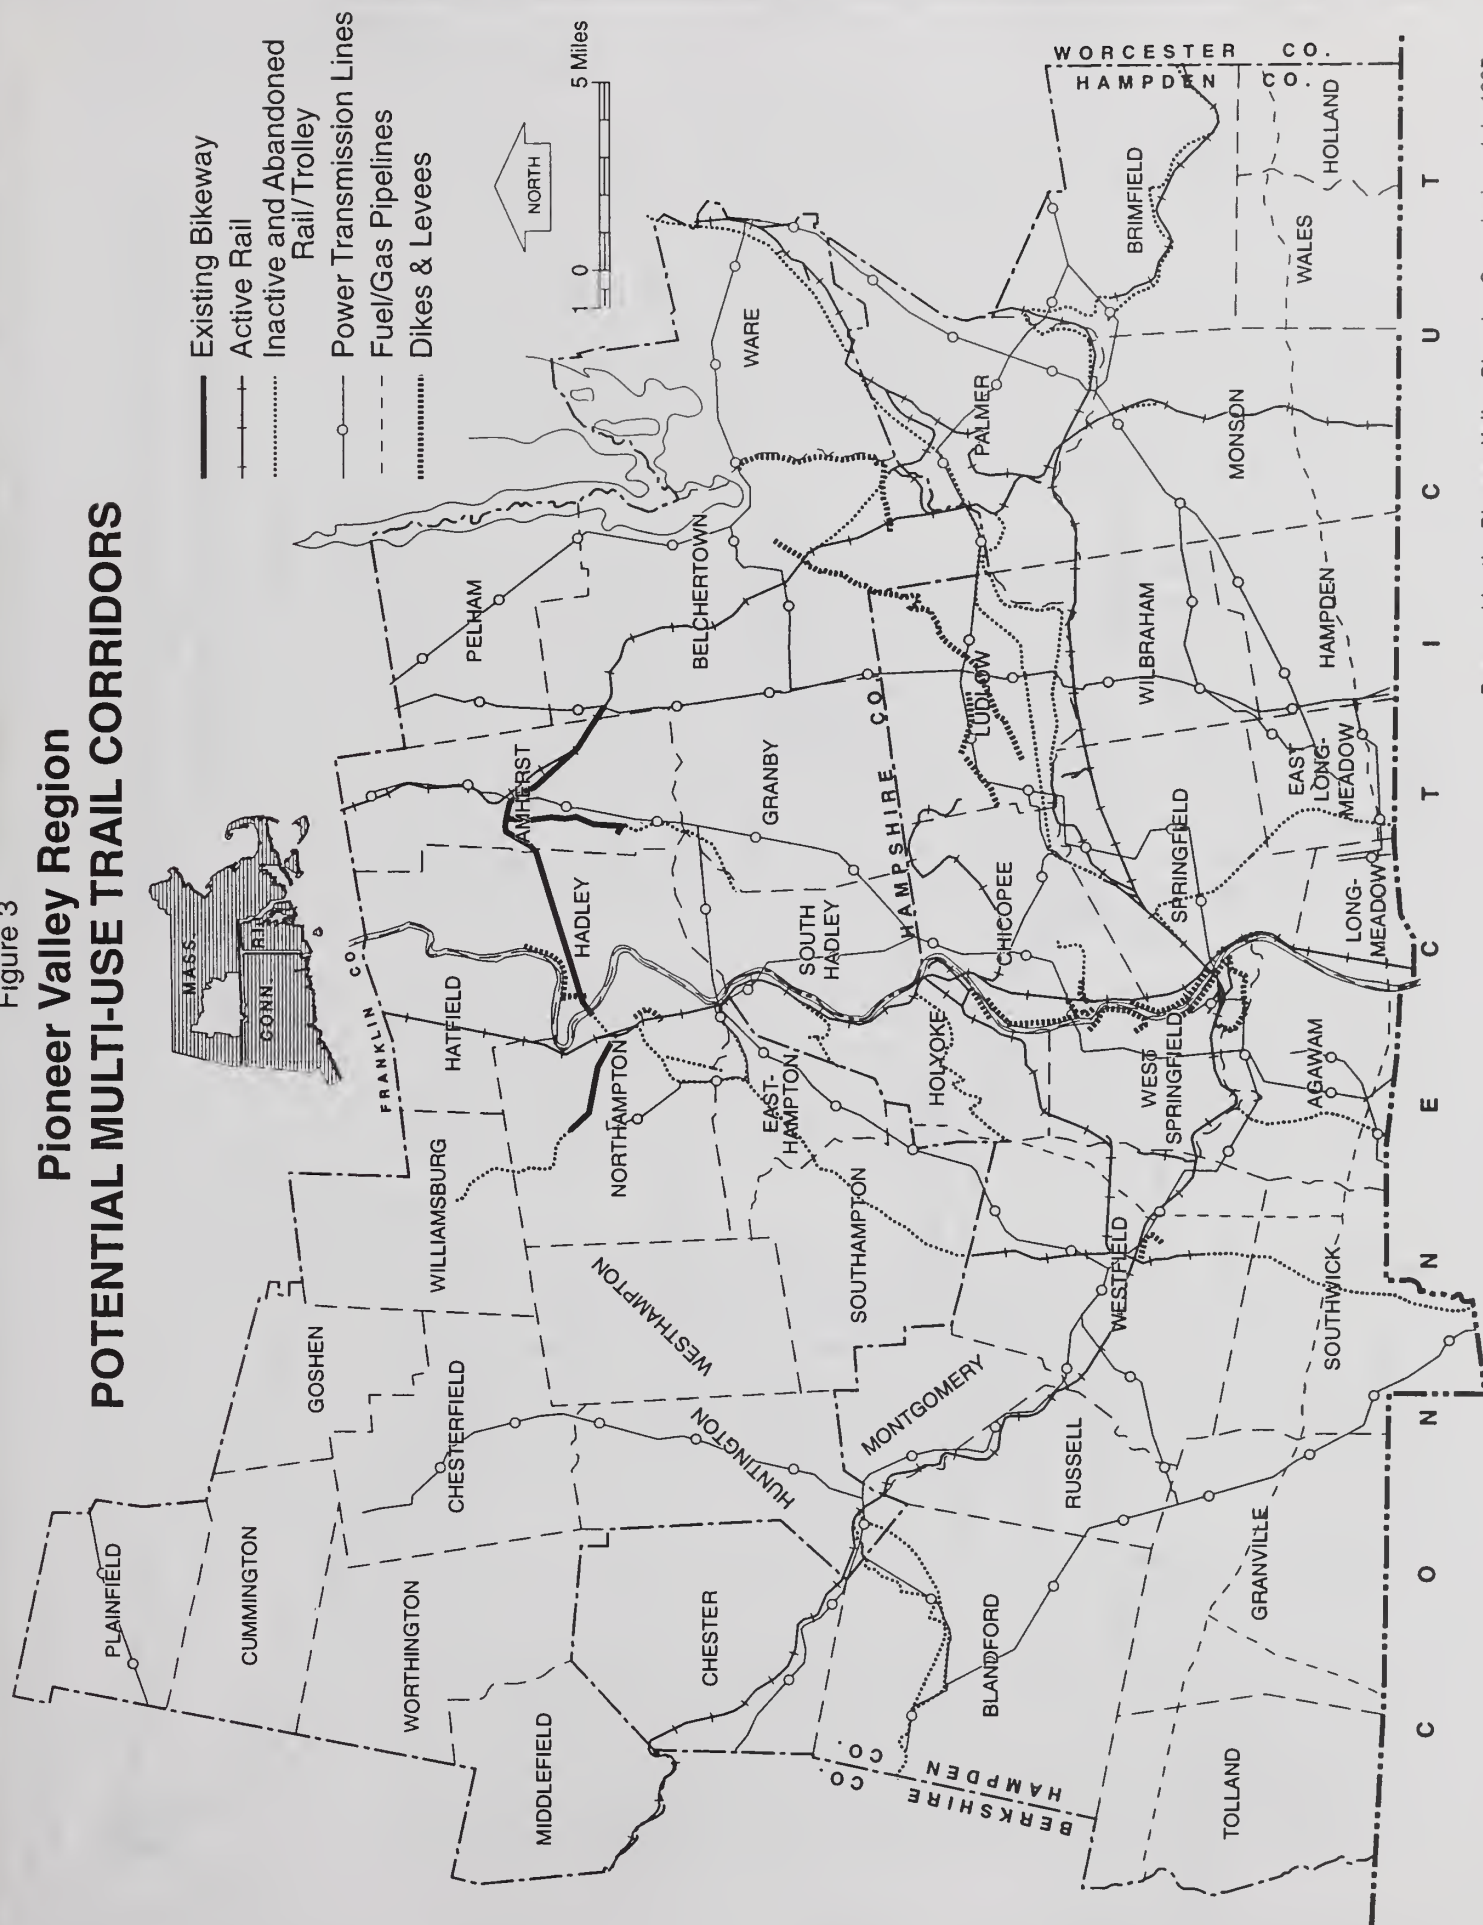 Figure 3
Pioneer Valley Region
POTENTIAL MULTI-USE TRAIL CORRIDORS
MASS.
CONN.
R.I.
Existing Bikeway
Active Rail
Inactive and Abandoned
Rail/Trolley
Power Transmission Lines
Fuel/Gas Pipelines
Dikes & Levees
NORTH
1 0 5 Miles
PLAINFIELD
CUMMINGTON
GOSHEN
WORTHINGTON
CHESTERFIELD
WILLIAMSBURG
HATFIELD
FRANKLIN CO.
AMHERST
PELHAM
MIDDLEFIELD
CHESTER
HUNTINGTON
WESTHAMPTON
NORTHAMPTON
HADLEY
BELCHERTOWN
WARE
EAST-
HAMPTON
SOUTH
HADLEY
GRANBY
SOUTHAMPTON
MONTGOMERY
HAMPSHIRE CO.
BERKSHIRE CO.
HAMPDEN CO.
BLANDFORD
RUSSELL
WESTFIELD
HOLYOKE
CHICOPEE
LUDLOW
PALMER
BRIMFIELD
WORCESTER CO.
HAMPDEN CO.
WEST
SPRINGFIELD
SPRINGFIELD
WILBRAHAM
MONSON
WALES
HOLLAND
TOLLAND
GRANVILLE
SOUTHWICK
AGAWAM
LONG-
MEADOW
EAST
LONG-
MEADOW
HAMPDEN
CONNECTICUT